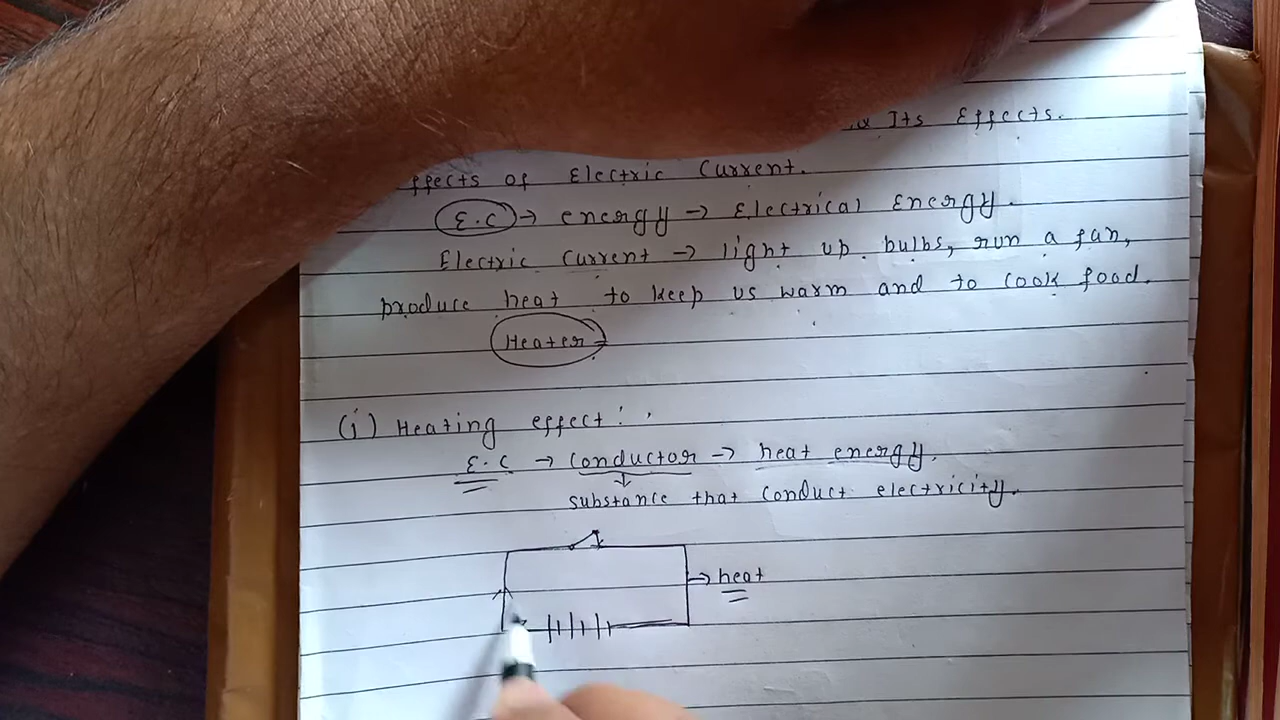 Its Effects.
ffects of Electric Current.
E.C → energy → Electrical Energy.
Electric Current → light up bulbs, run a fan,
produce heat to keep us warm and to cook food.
Heater
(i) Heating effect :
E.C → conductor → heat energy.
substance that conduct electricity.
→ heat